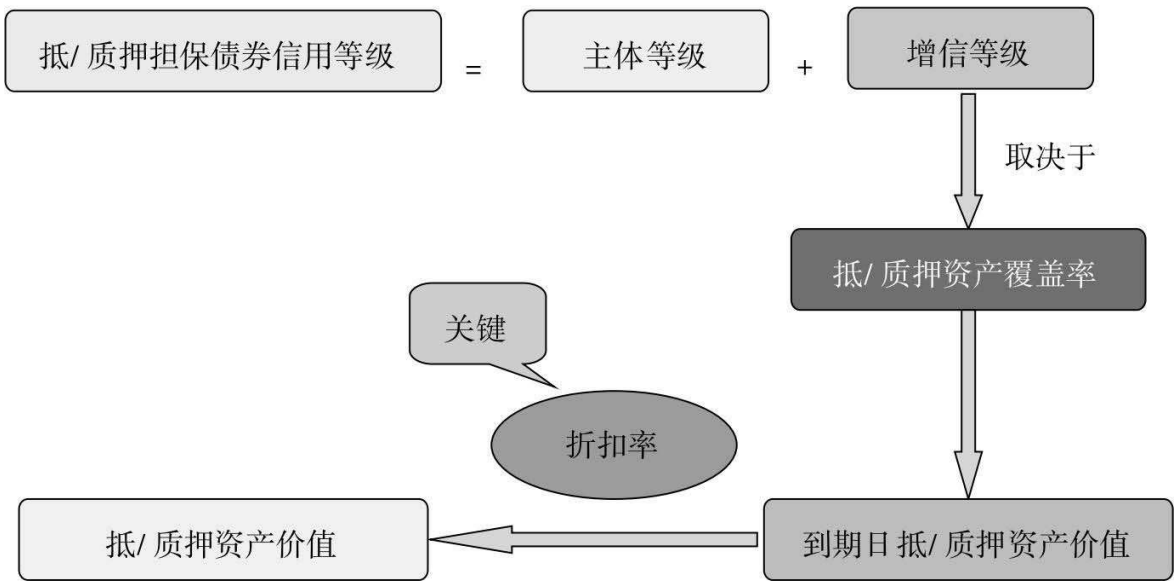 抵/ 质押担保债券信用等级 = 主体等级 + 增信等级
取决于
抵/ 质押资产覆盖率
关键
折扣率
抵/ 质押资产价值
到期日抵/ 质押资产价值